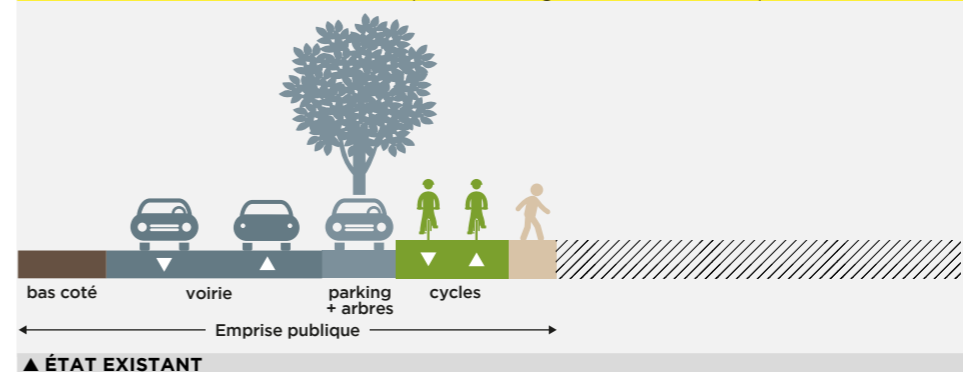 bas coté
voirie
parking
+ arbres
cycles
Emprise publique
▲ ÉTAT EXISTANT